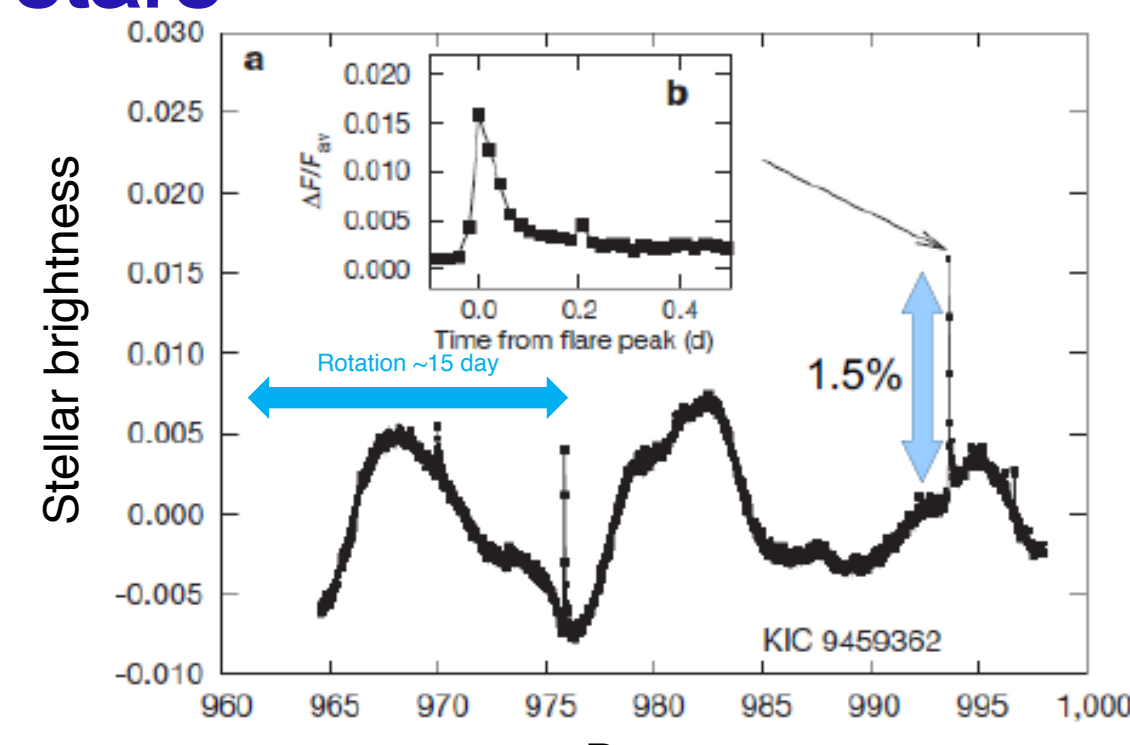 0.030
a
0.025
0.020
0.015
0.010
0.005
0.000
-0.005
-0.010
Stellar brightness
b
0.020
0.015
0.010
0.005
0.000
ΔF/Fav
0.0 0.2 0.4
Time from flare peak (d)
Rotation ~15 day
1.5%
KIC 9459362
960 965 970 975 980 985 990 995 1,000